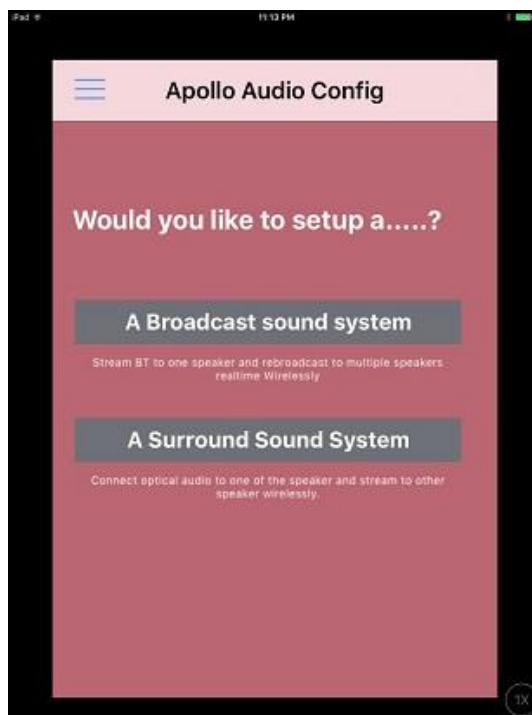 iPad
11:13 PM
Apollo Audio Config
Would you like to setup a.....?
A Broadcast sound system
Stream BT to one speaker and rebroadcast to multiple speakers
realtime Wirelessly
A Surround Sound System
Connect optical audio to one of the speaker and stream to other
speaker wirelessly.
1X